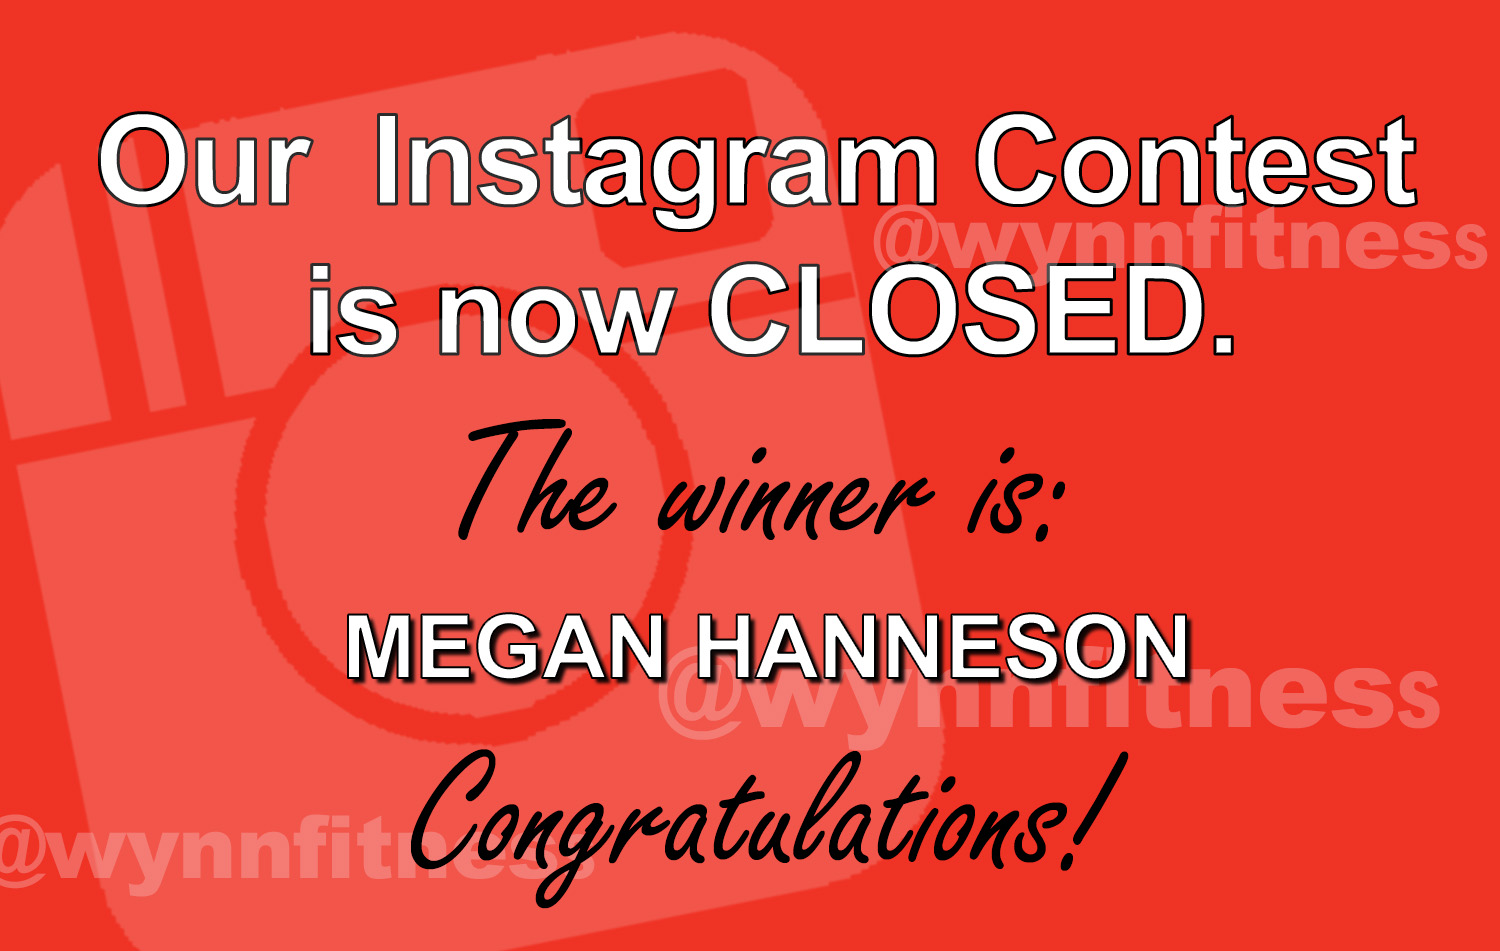 Our Instagram Contest
@wynnfitness
is now CLOSED.
The winner is:
MEGAN HANNESON
@wynnfitness
Congratulations!
@wynnfitness